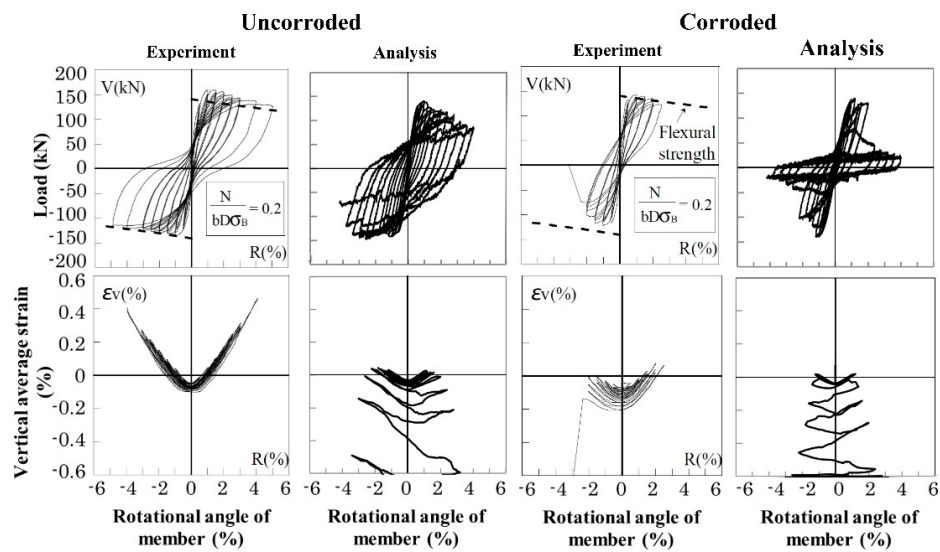 Uncorroded
Corroded
Experiment
Analysis
Experiment
Analysis
Load (kN)
200
150
100
50
0
-50
-100
-150
-200
V(kN)
N
bDσB
=0.2
R(%)
V(kN)
Flexural
strength
N
bDσB
=0.2
R(%)
Vertical average strain
(%)
0.6
0.4
0.2
0
-0.2
-0.4
-0.6
εv(%)
R(%)
εv(%)
R(%)
-6 -4 -2 0 2 4 6
-6 -4 -2 0 2 4 6
-6 -4 -2 0 2 4 6
-6 -4 -2 0 2 4 6
Rotational angle of
member (%)
Rotational angle of
member (%)
Rotational angle of
member (%)
Rotational angle of
member (%)